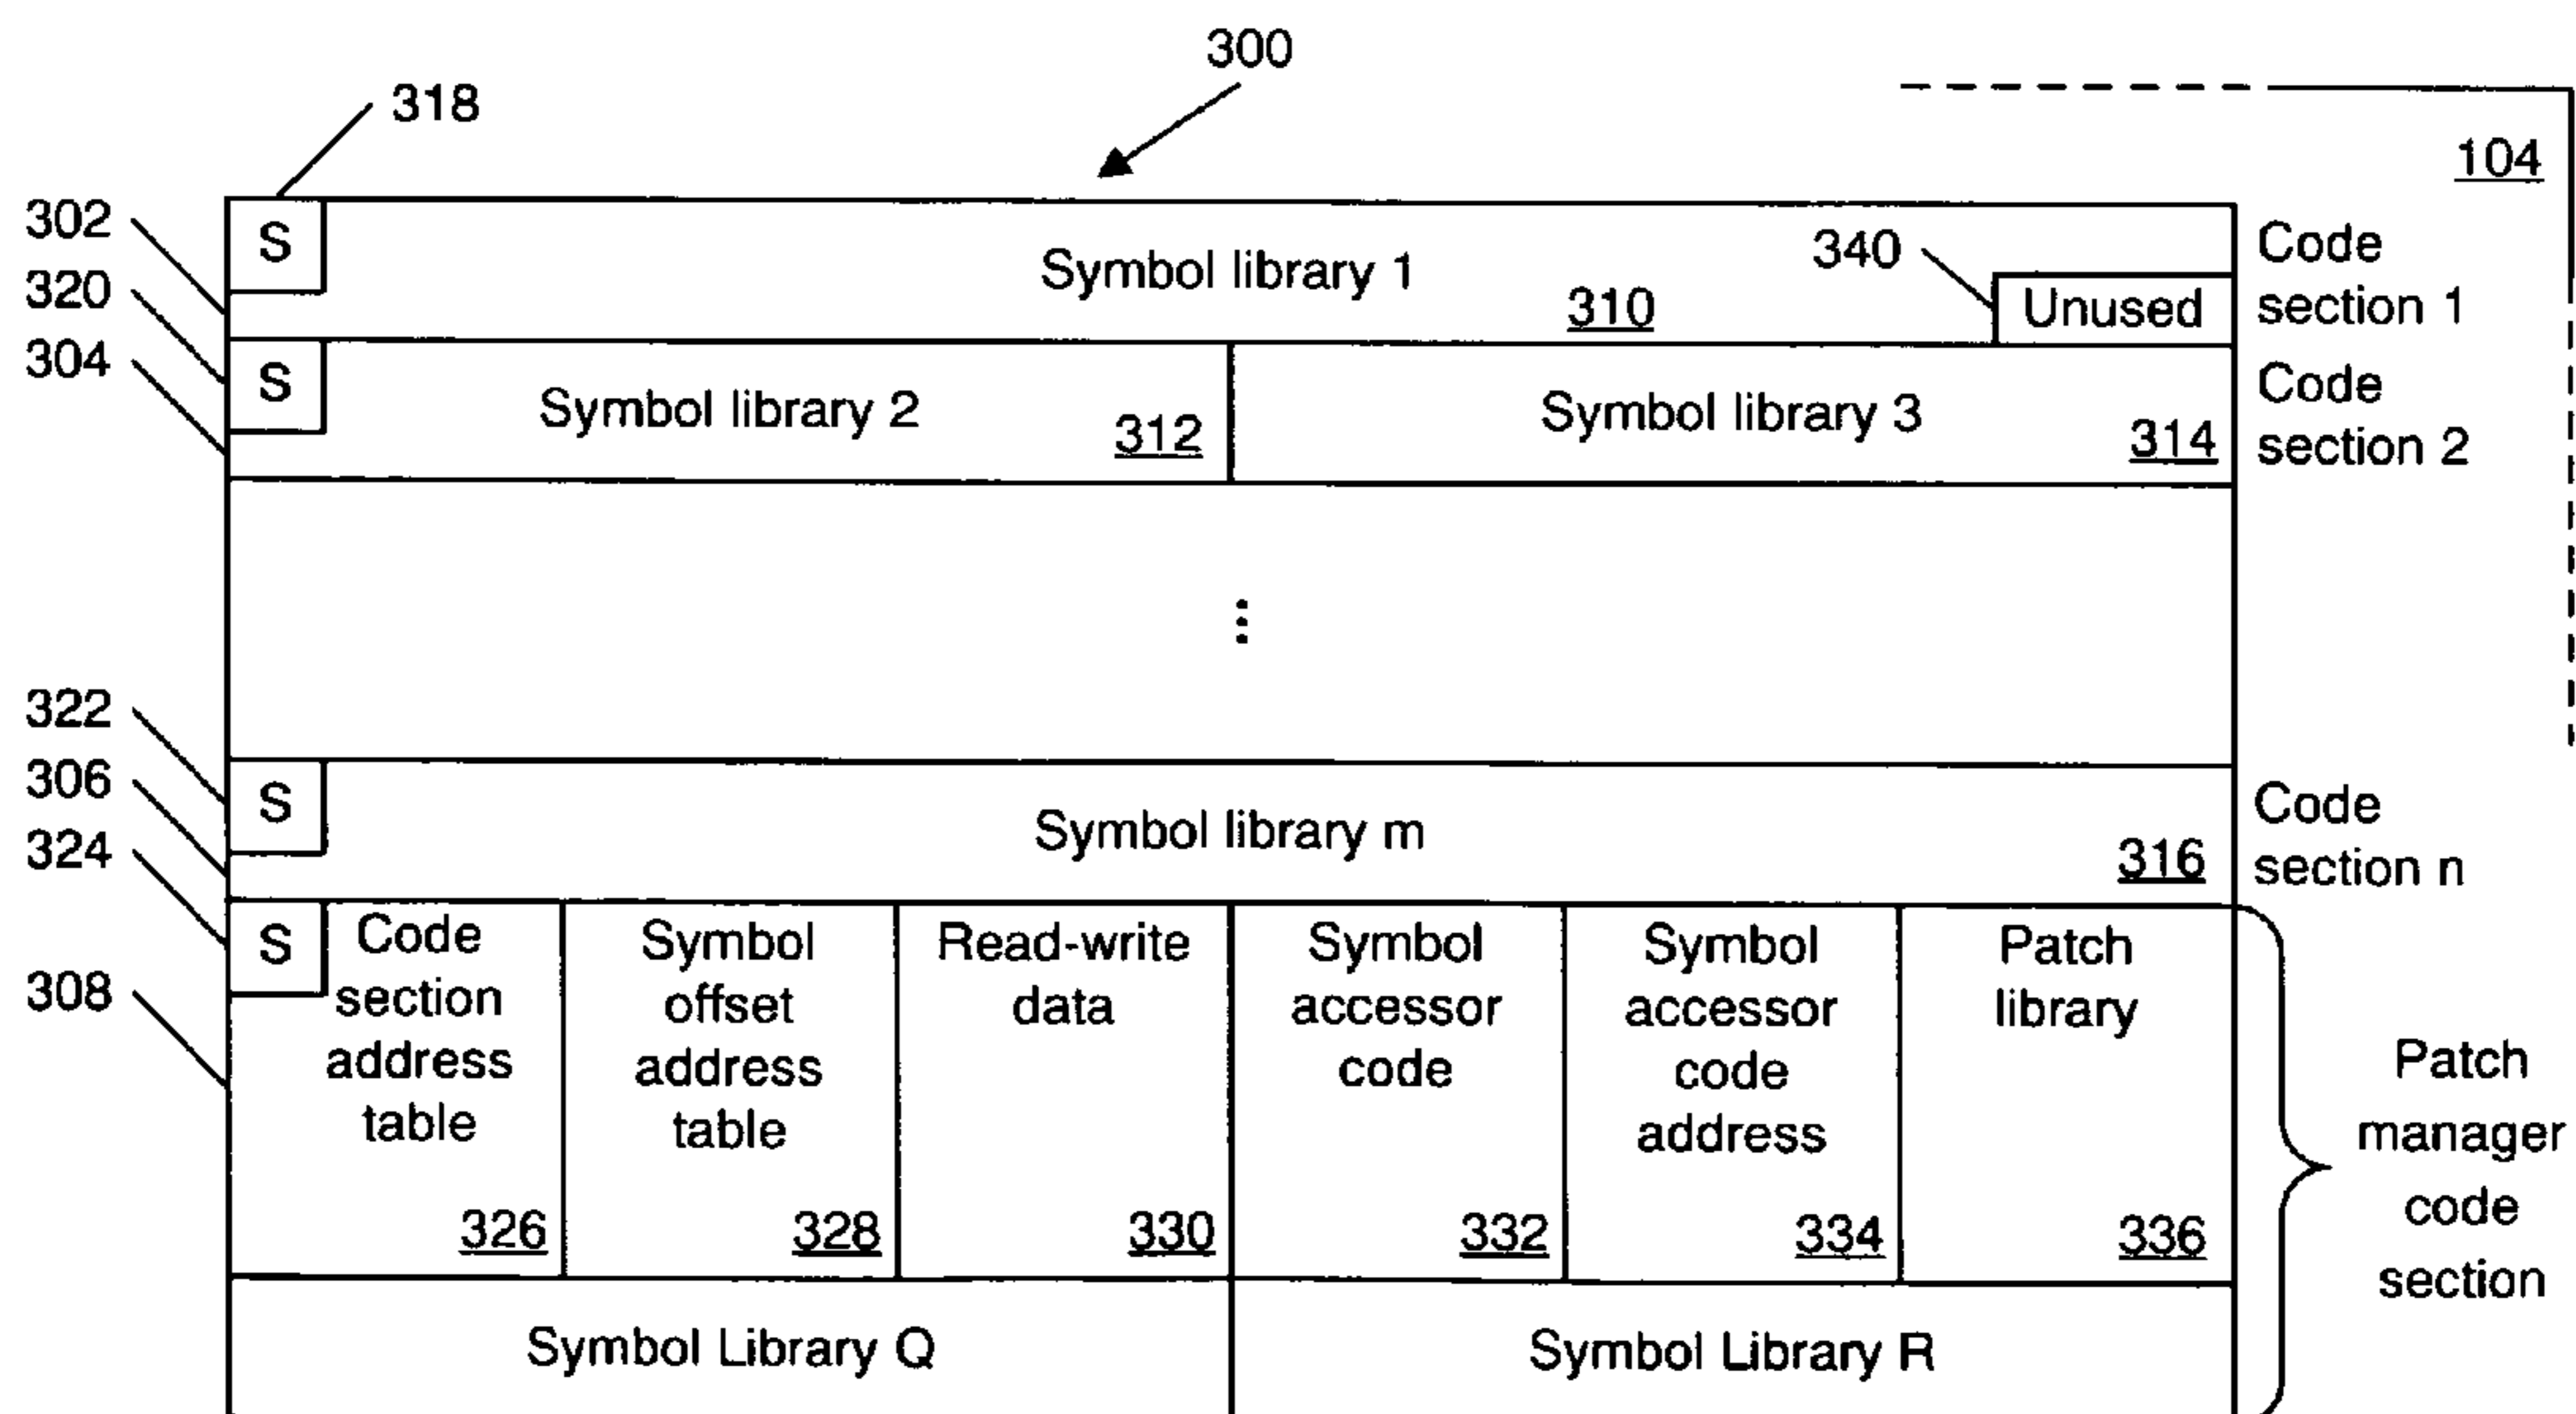 300
318
104
302
S
Symbol library 1
310
340
Unused
Code
section 1
320
304
S
Symbol library 2
312
Symbol library 3
314
Code
section 2
322
306
S
Symbol library m
316
Code
section n
324
308
S
Code
section
address
table
326
Symbol
offset
address
table
328
Read-write
data
330
Symbol
accessor
code
332
Symbol
accessor
code
address
334
Patch
library
336
Patch
manager
code
section
Symbol Library Q
Symbol Library R